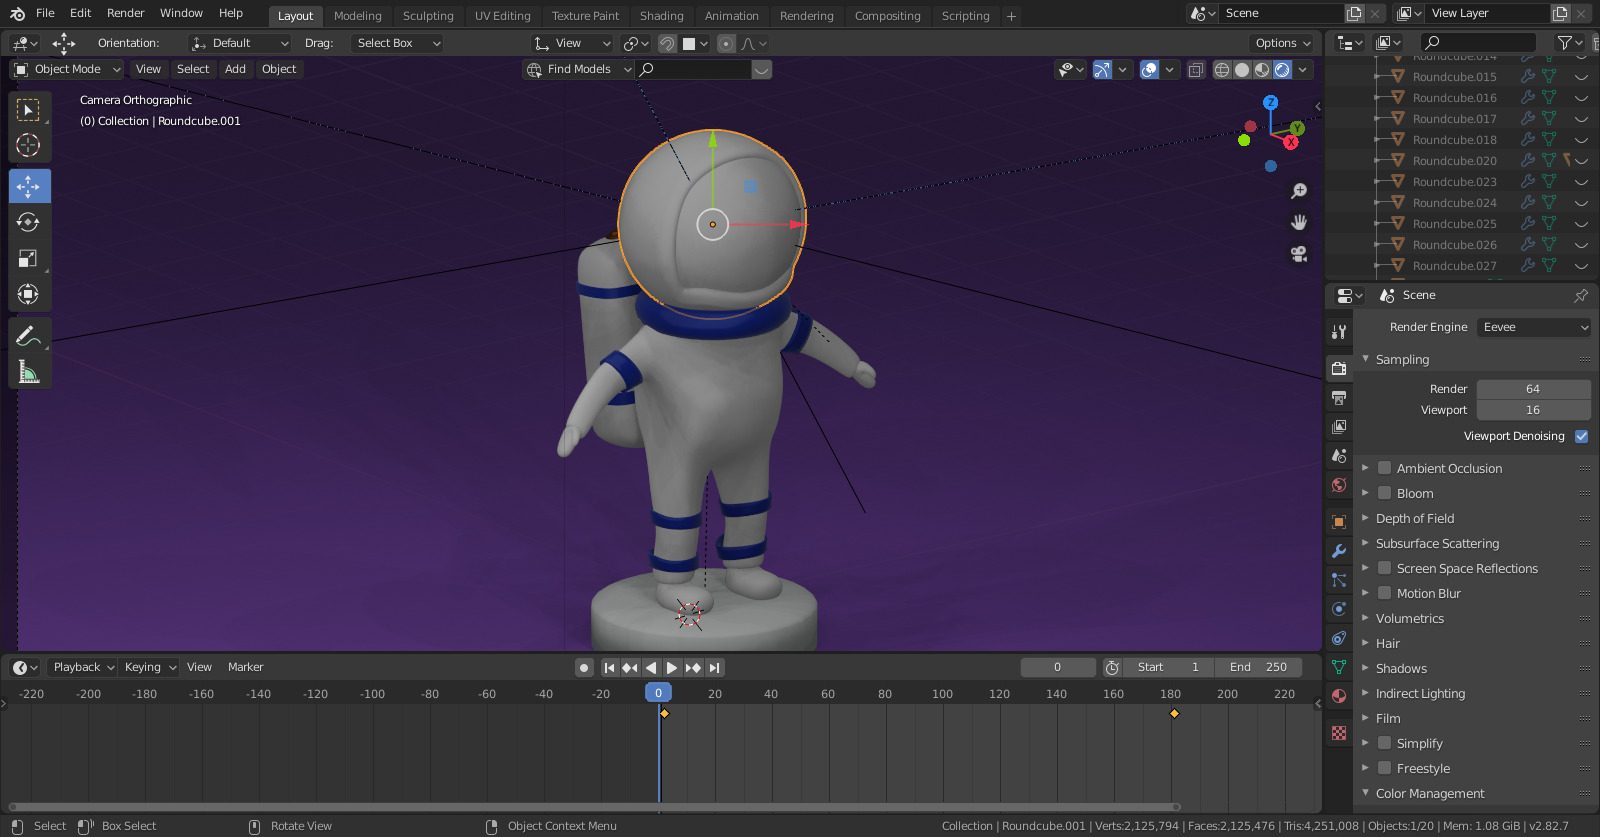 File Edit Render Window Help Layout Modeling Sculpting UV Editing Texture Paint Shading Animation Rendering Compositing Scripting + Scene View Layer
Orientation: Default Drag: Select Box View Options
Object Mode View Select Add Object Find Models
Camera Orthographic
(0) Collection | Roundcube.001
Z
Y
X
Roundcube.014
Roundcube.015
Roundcube.016
Roundcube.017
Roundcube.018
Roundcube.020
Roundcube.023
Roundcube.024
Roundcube.025
Roundcube.026
Roundcube.027
Scene
Render Engine Eevee
Sampling
Render 64
Viewport 16
Viewport Denoising
Ambient Occlusion
Bloom
Depth of Field
Subsurface Scattering
Screen Space Reflections
Motion Blur
Volumetrics
Hair
Shadows
Indirect Lighting
Film
Simplify
Freestyle
Color Management
Playback Keying View Marker 0 Start 1 End 250
-220 -200 -180 -160 -140 -120 -100 -80 -60 -40 -20 0 20 40 60 80 100 120 140 160 180 200 220
Select Box Select Rotate View Object Context Menu Collection | Roundcube.001 | Verts:2,125,794 | Faces:2,125,476 | Tris:4,251,008 | Objects:1/20 | Mem: 1.08 GiB | v2.82.7